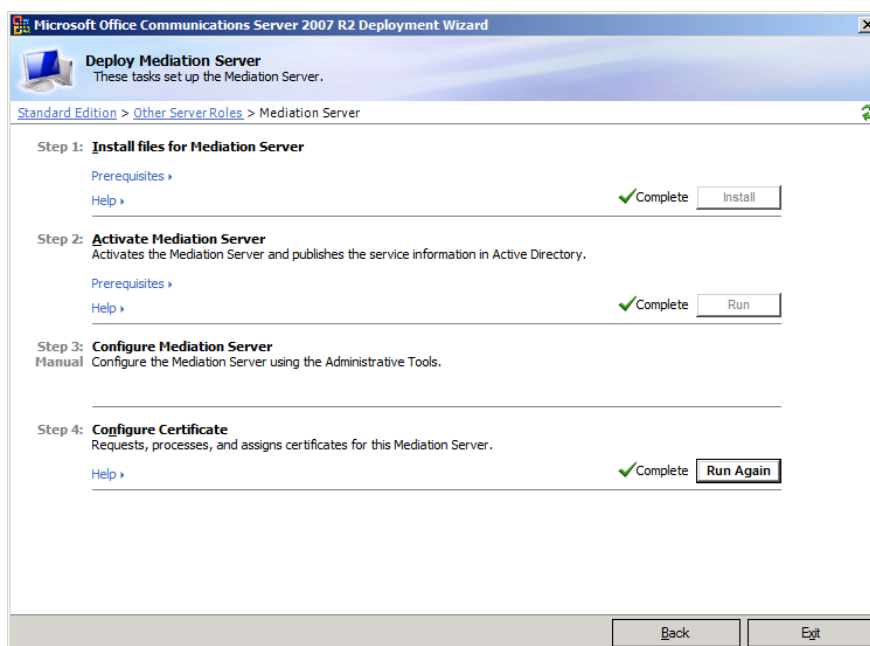 Microsoft Office Communications Server 2007 R2 Deployment Wizard
Deploy Mediation Server
These tasks set up the Mediation Server.
Standard Edition > Other Server Roles > Mediation Server
Step 1: Install files for Mediation Server
Prerequisites
Help
Complete Install
Step 2: Activate Mediation Server
Activates the Mediation Server and publishes the service information in Active Directory.
Prerequisites
Help
Complete Run
Step 3: Configure Mediation Server
Manual Configure the Mediation Server using the Administrative Tools.
Step 4: Configure Certificate
Requests, processes, and assigns certificates for this Mediation Server.
Help
Complete Run Again
Back Exit